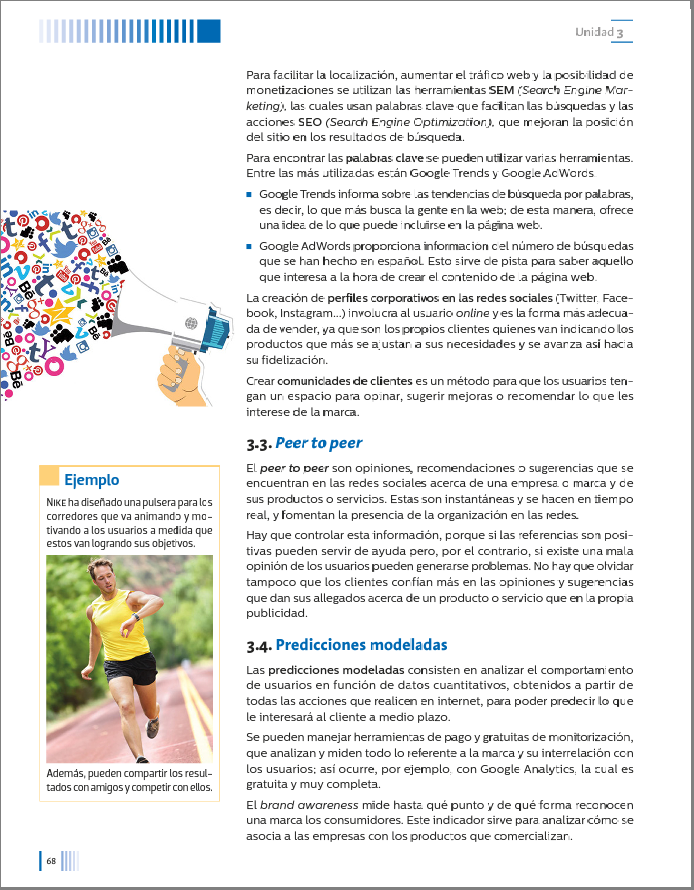 Unidad 3
Para facilitar la localización, aumentar el tráfico web y la posibilidad de
monetizaciones se utilizan las herramientas SEM (Search Engine Mar-
keting), las cuales usan palabras clave que facilitan las búsquedas y las
acciones SEO (Search Engine Optimization), que mejoran la posición
del sitio en los resultados de búsqueda.
Para encontrar las palabras clave se pueden utilizar varias herramientas.
Entre las más utilizadas están Google Trends y Google AdWords.
Google Trends informa sobre las tendencias de búsqueda por palabras,
es decir, lo que más busca la gente en la web; de esta manera, ofrece
una idea de lo que puede incluirse en la página web.
Google AdWords proporciona informacion del número de búsquedas
que se han hecho en español. Esto sirve de pista para saber aquello
que interesa a la hora de crear el contenido de la página web.
La creación de perfiles corporativos en las redes sociales (Twitter, Face-
book, Instagram...) involucra al usuario online y es la forma más adecua-
da de vender, ya que son los propios clientes quienes van indicando los
productos que más se ajustan a sus necesidades y se avanza así hacia
su fidelización.
Crear comunidades de clientes es un método para que los usuarios ten-
gan un espacio para opinar, sugerir mejoras o recomendar lo que les
interese de la marca.
3.3. Peer to peer
El peer to peer son opiniones, recomendaciones o sugerencias que se
encuentran en las redes sociales acerca de una empresa o marca y de
sus productos o servicios. Estas son instantáneas y se hacen en tiempo
real, y fomentan la presencia de la organización en las redes.
Hay que controlar esta información, porque si las referencias son posi-
tivas pueden servir de ayuda pero, por el contrario, si existe una mala
opinión de los usuarios pueden generarse problemas. No hay que olvidar
tampoco que los clientes confían más en las opiniones y sugerencias
que dan sus allegados acerca de un producto o servicio que en la propia
publicidad.
3.4. Predicciones modeladas
Las predicciones modeladas consisten en analizar el comportamiento
de usuarios en función de datos cuantitativos, obtenidos a partir de
todas las acciones que realicen en internet, para poder predecir lo que
le interesará al cliente a medio plazo.
Se pueden manejar herramientas de pago y gratuitas de monitorización,
que analizan y miden todo lo referente a la marca y su interrelación con
los usuarios; así ocurre, por ejemplo, con Google Analytics, la cual es
gratuita y muy completa.
El brand awareness mide hasta qué punto y de qué forma reconocen
una marca los consumidores. Este indicador sirve para analizar cómo se
asocia a las empresas con los productos que comercializan.
Ejemplo
NIKE ha diseñado una pulsera para los
corredores que va animando y mo-
tivando a los usuarios a medida que
estos van logrando sus objetivos.
Además, pueden compartir los resul-
tados con amigos y competir con ellos.
68